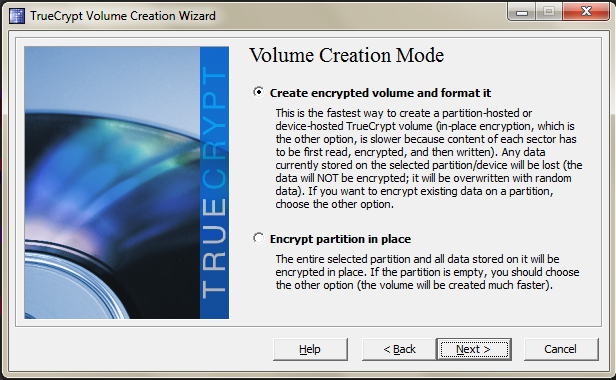 TrueCrypt Volume Creation Wizard
TRUECRYPT
Volume Creation Mode
Create encrypted volume and format it
This is the fastest way to create a partition-hosted or
device-hosted TrueCrypt volume (in-place encryption, which is
the other option, is slower because content of each sector has
to be first read, encrypted, and then written). Any data
currently stored on the selected partition/device will be lost (the
data will NOT be encrypted; it will be overwritten with random
data). If you want to encrypt existing data on a partition,
choose the other option.
Encrypt partition in place
The entire selected partition and all data stored on it will be
encrypted in place. If the partition is empty, you should choose
the other option (the volume will be created much faster).
Help
< Back
Next >
Cancel